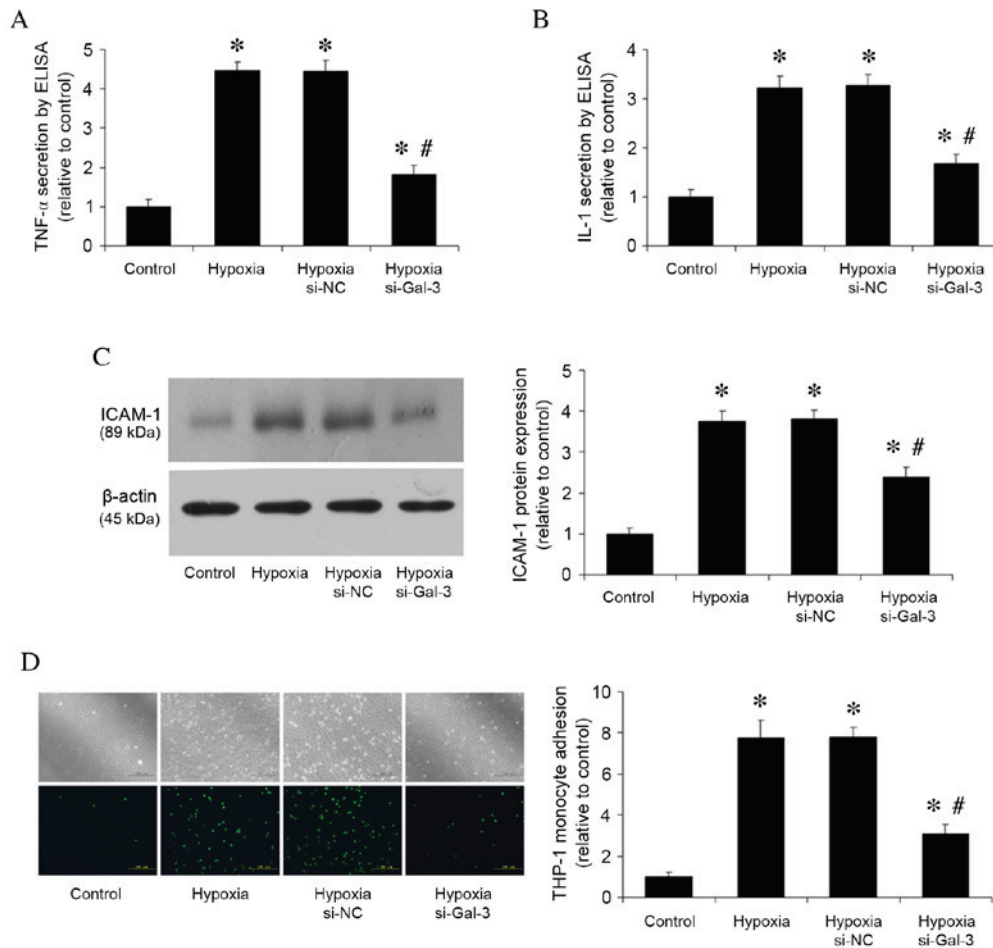 A
TNF-α secretion by ELISA
(relative to control)
5
4
3
2
1
0
*
*
* #
Control
Hypoxia
Hypoxia
si-NC
Hypoxia
si-Gal-3
B
IL-1 secretion by ELISA
(relative to control)
4
3
2
1
0
*
*
* #
Control
Hypoxia
Hypoxia
si-NC
Hypoxia
si-Gal-3
C
ICAM-1
(89 kDa)
β-actin
(45 kDa)
Control
Hypoxia
Hypoxia
si-NC
Hypoxia
si-Gal-3
ICAM-1 protein expression
(relative to control)
5
4
3
2
1
0
*
*
* #
Control
Hypoxia
Hypoxia
si-NC
Hypoxia
si-Gal-3
D
Control
Hypoxia
Hypoxia
si-NC
Hypoxia
si-Gal-3
THP-1 monocyte adhesion
(relative to control)
10
8
6
4
2
0
*
*
* #
Control
Hypoxia
Hypoxia
si-NC
Hypoxia
si-Gal-3